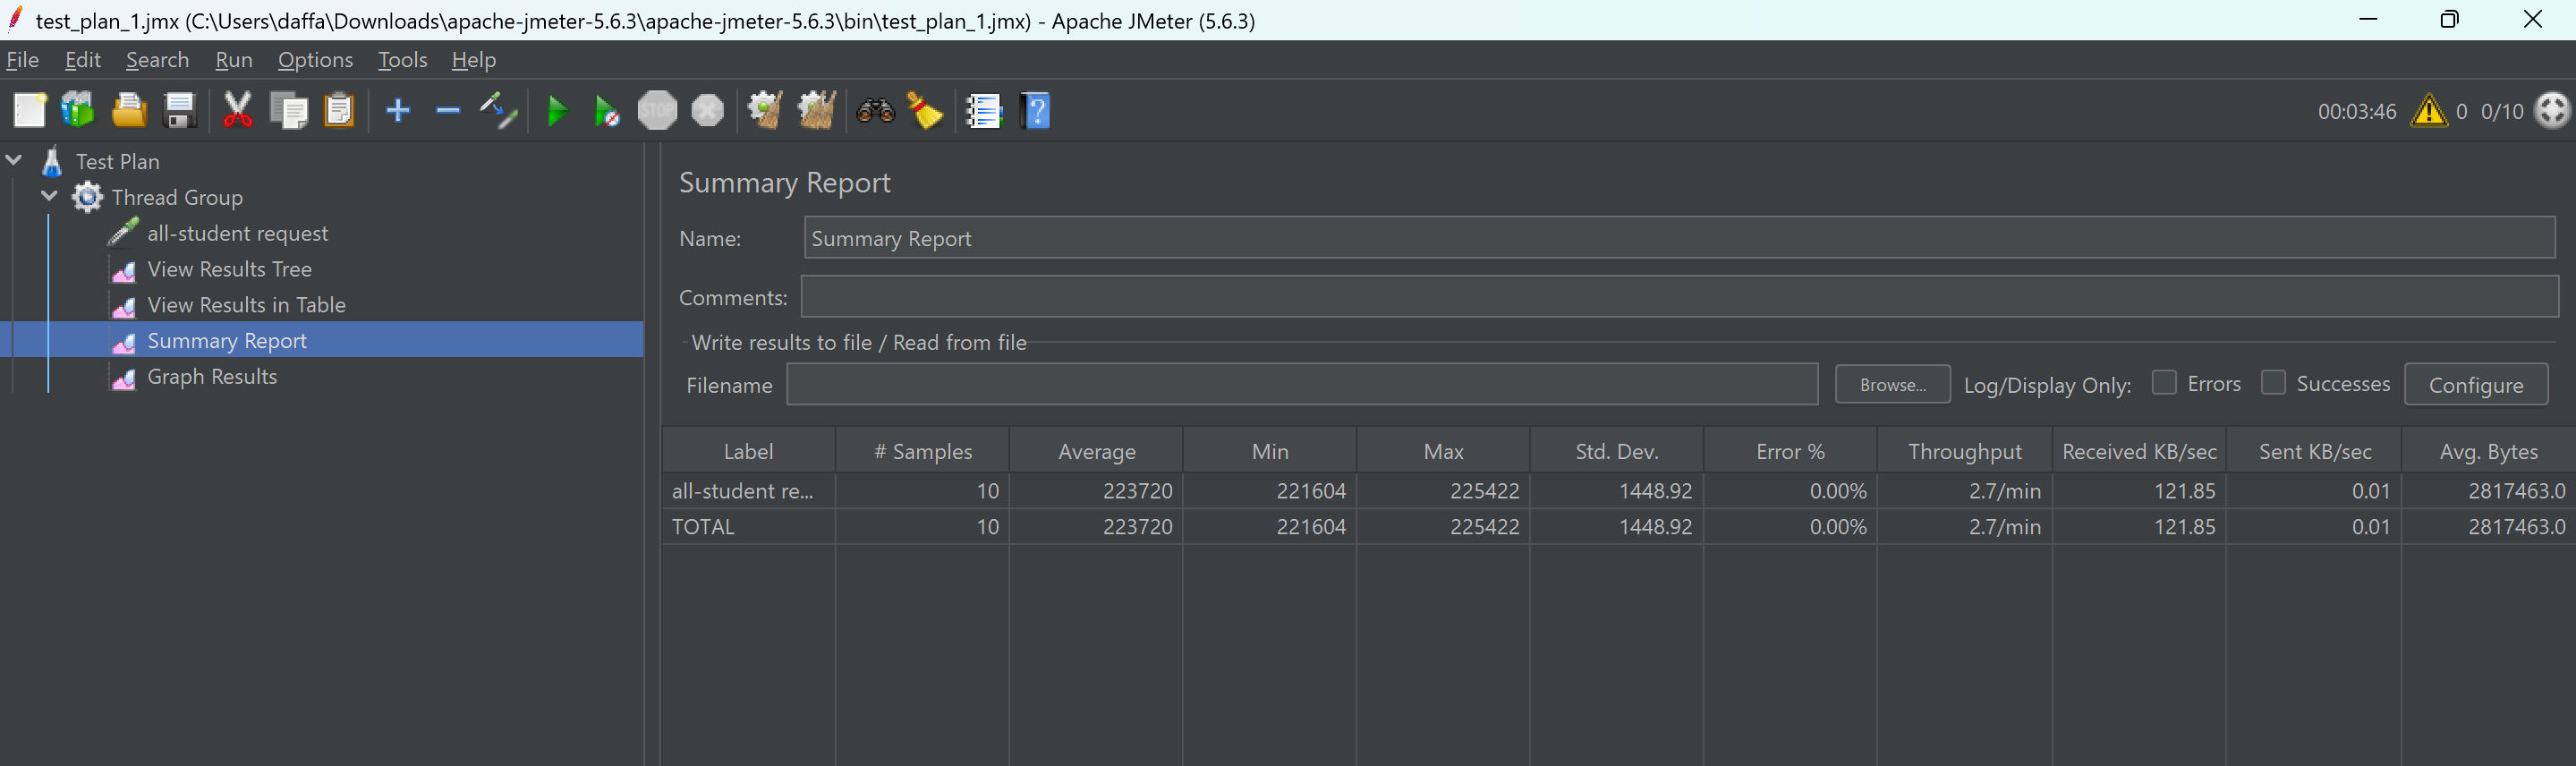 test_plan_1.jmx (C:\Users\daffa\Downloads\apache-jmeter-5.6.3\apache-jmeter-5.6.3\bin\test_plan_1.jmx) - Apache JMeter (5.6.3)
File Edit Search Run Options Tools Help
STOP ? 00:03:46 0 0/10
Test Plan
Thread Group
all-student request
View Results Tree
View Results in Table
Summary Report
Graph Results
Summary Report
Name: Summary Report
Comments:
Write results to file / Read from file
Filename Browse... Log/Display Only: Errors Successes Configure
Label # Samples Average Min Max Std. Dev. Error % Throughput Received KB/sec Sent KB/sec Avg. Bytes
all-student re... 10 223720 221604 225422 1448.92 0.00% 2.7/min 121.85 0.01 2817463.0
TOTAL 10 223720 221604 225422 1448.92 0.00% 2.7/min 121.85 0.01 2817463.0